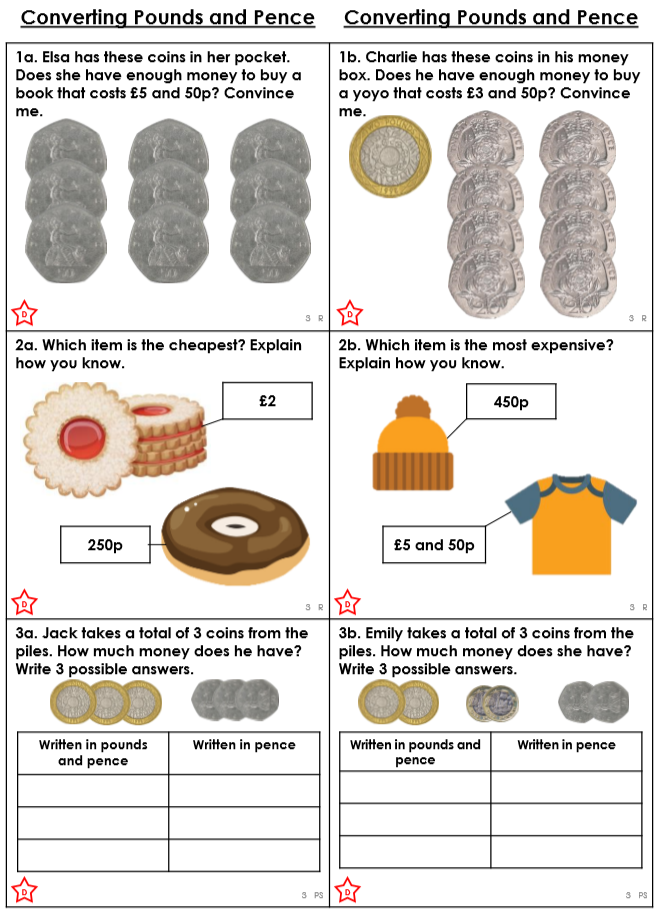 Converting Pounds and Pence
Converting Pounds and Pence
1a. Elsa has these coins in her pocket.
Does she have enough money to buy a
book that costs £5 and 50p? Convince
me.
D
3 R
1b. Charlie has these coins in his money
box. Does he have enough money to buy
a yoyo that costs £3 and 50p? Convince
me.
D
3 R
2a. Which item is the cheapest? Explain
how you know.
£2
250p
D
3 R
2b. Which item is the most expensive?
Explain how you know.
450p
£5 and 50p
D
3 R
3a. Jack takes a total of 3 coins from the
piles. How much money does he have?
Write 3 possible answers.
Written in pounds
and pence
Written in pence
D
3 PS
3b. Emily takes a total of 3 coins from the
piles. How much money does she have?
Write 3 possible answers.
Written in pounds and
pence
Written in pence
D
3 PS